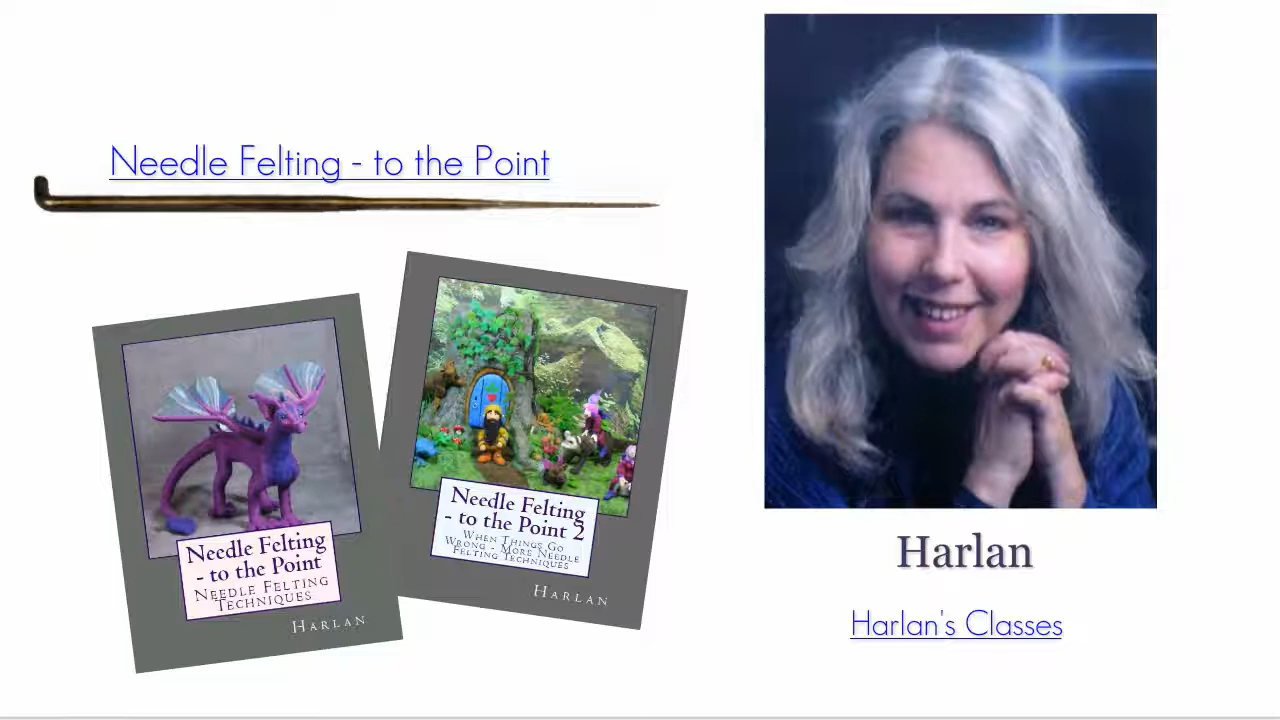 Needle Felting - to the Point
Needle Felting
- to the Point
Needle Felting
Techniques
Harlan
Needle Felting
- to the Point 2
When Things Go
Wrong - More Needle
Felting Techniques
Harlan
Harlan
Harlan's Classes